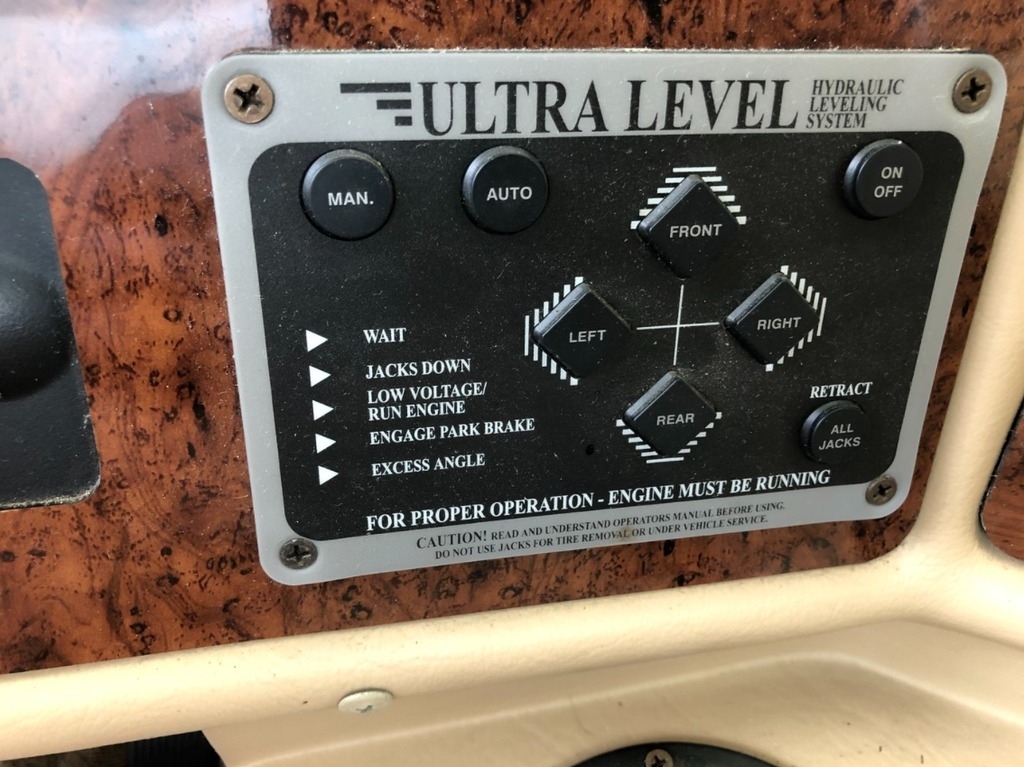 ULTRA LEVEL
HYDRAULIC
LEVELING
SYSTEM
MAN.
AUTO
ON
OFF
FRONT
LEFT
RIGHT
REAR
WAIT
JACKS DOWN
LOW VOLTAGE/
RUN ENGINE
ENGAGE PARK BRAKE
EXCESS ANGLE
RETRACT
ALL
JACKS
FOR PROPER OPERATION - ENGINE MUST BE RUNNING
CAUTION! READ AND UNDERSTAND OPERATORS MANUAL BEFORE USING.
DO NOT USE JACKS FOR TIRE REMOVAL OR UNDER VEHICLE SERVICE.